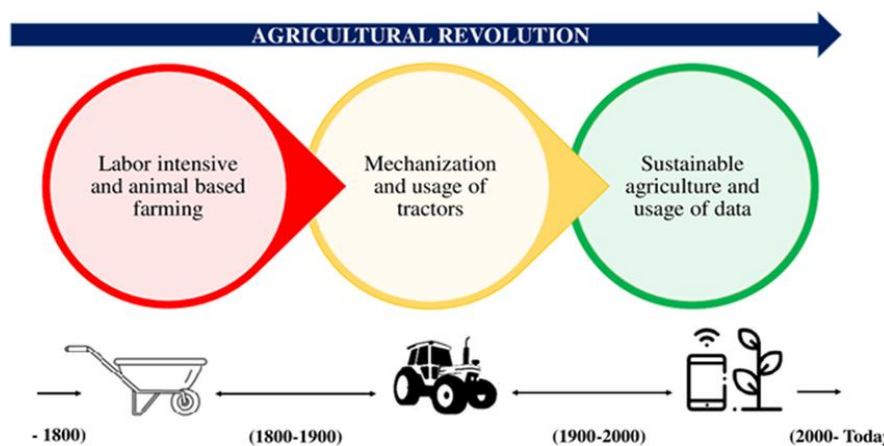 AGRICULTURAL REVOLUTION
Labor intensive
and animal based
farming
Mechanization
and usage of
tractors
Sustainable
agriculture and
usage of data
- 1800)
(1800-1900)
(1900-2000)
(2000- Today